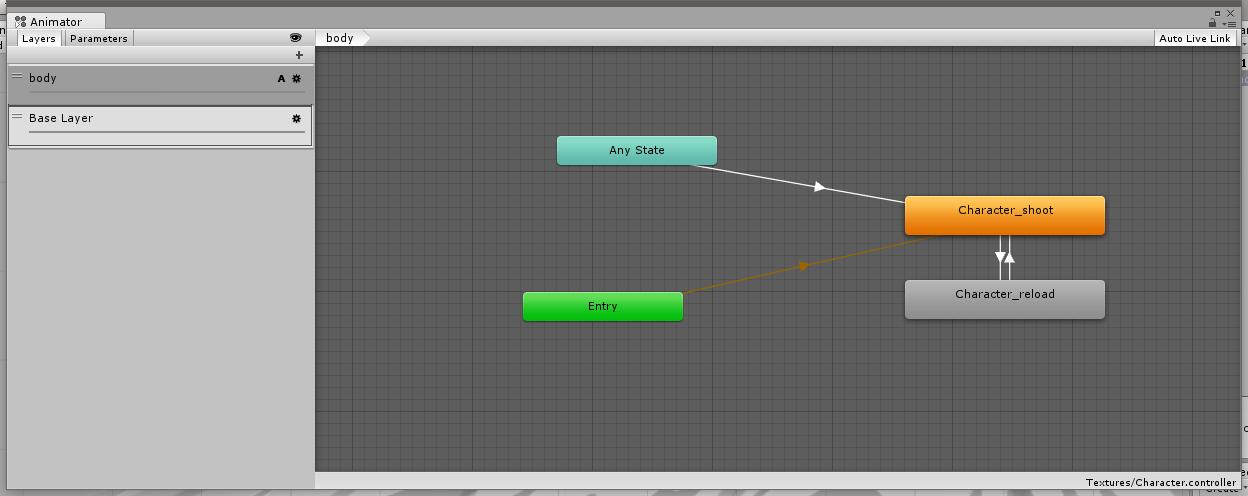 Animator
Layers Parameters
body
Auto Live Link
+
body A
Base Layer
Any State
Character_shoot
Entry
Character_reload
Textures/Character.controller